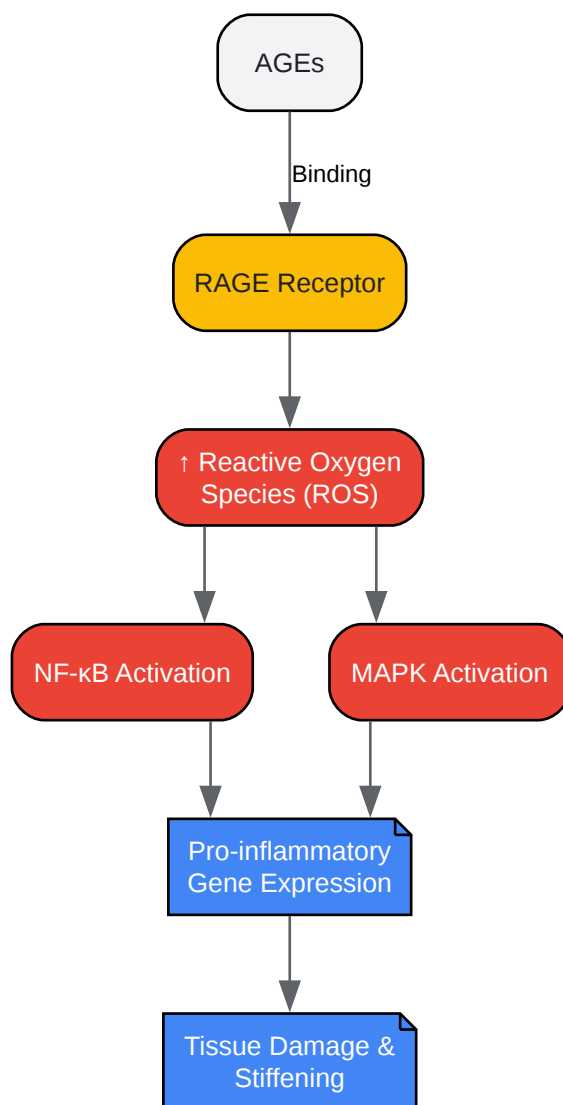 AGEs
Binding
RAGE Receptor
↑ Reactive Oxygen
Species (ROS)
NF-κB Activation
MAPK Activation
Pro-inflammatory
Gene Expression
Tissue Damage &
Stiffening